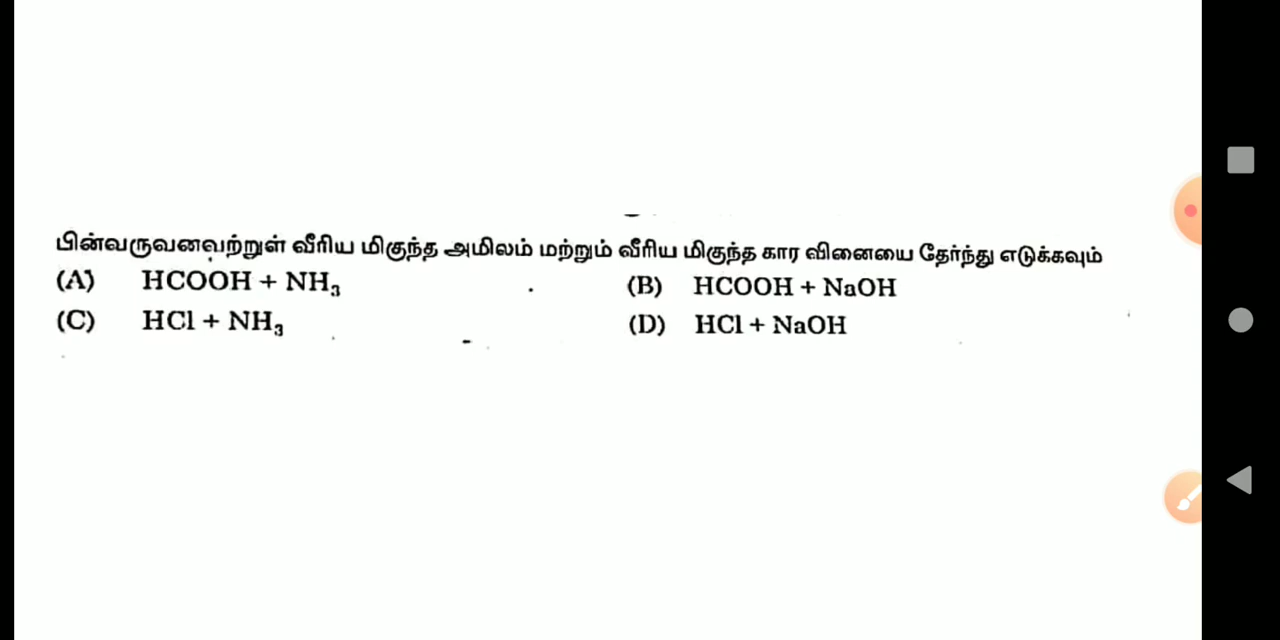 பின்வருவனவற்றுள் வீரிய மிகுந்த அமிலம் மற்றும் வீரிய மிகுந்த கார வினையை தேர்ந்து எடுக்கவும்
(A) HCOOH + NH₃ (B) HCOOH + NaOH
(C) HCl + NH₃ (D) HCl + NaOH